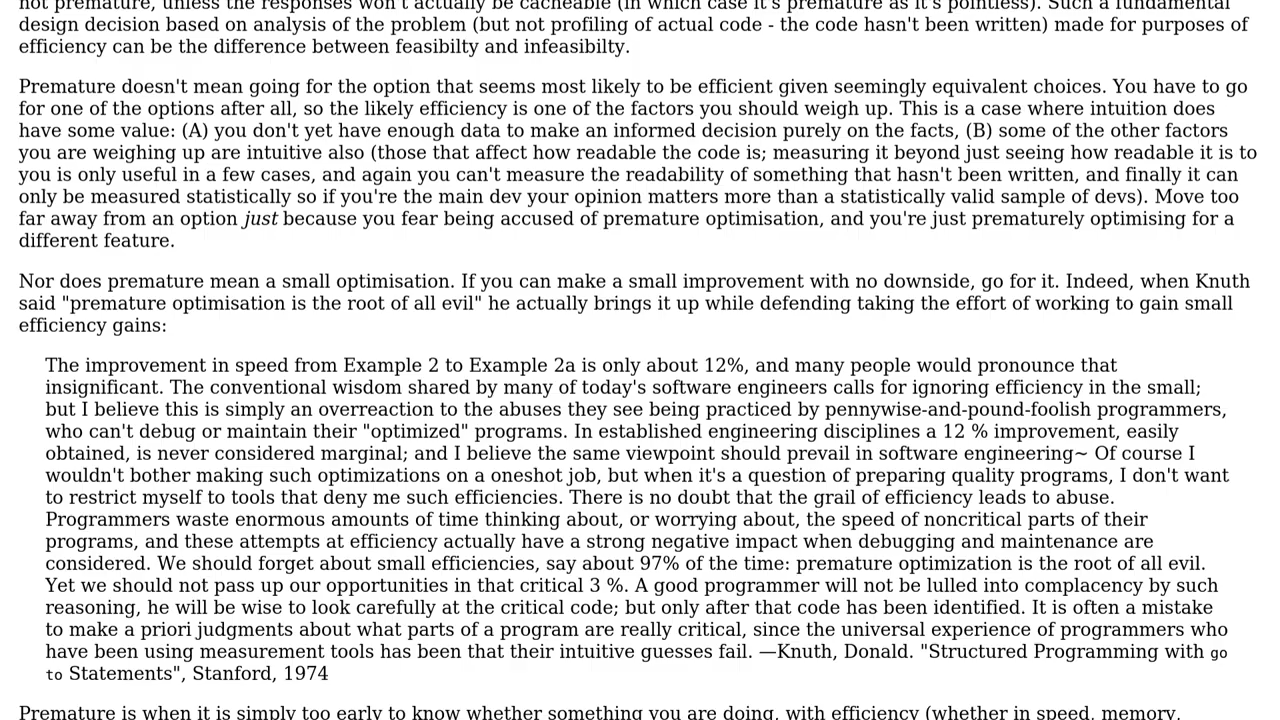 not premature, unless the responses won't actually be cacheable (in which case it's premature as it's pointless). Such a fundamental
design decision based on analysis of the problem (but not profiling of actual code - the code hasn't been written) made for purposes of
efficiency can be the difference between feasibilty and infeasibilty.
Premature doesn't mean going for the option that seems most likely to be efficient given seemingly equivalent choices. You have to go
for one of the options after all, so the likely efficiency is one of the factors you should weigh up. This is a case where intuition does
have some value: (A) you don't yet have enough data to make an informed decision purely on the facts, (B) some of the other factors
you are weighing up are intuitive also (those that affect how readable the code is; measuring it beyond just seeing how readable it is to
you is only useful in a few cases, and again you can't measure the readability of something that hasn't been written, and finally it can
only be measured statistically so if you're the main dev your opinion matters more than a statistically valid sample of devs). Move too
far away from an option just because you fear being accused of premature optimisation, and you're just prematurely optimising for a
different feature.
Nor does premature mean a small optimisation. If you can make a small improvement with no downside, go for it. Indeed, when Knuth
said "premature optimisation is the root of all evil" he actually brings it up while defending taking the effort of working to gain small
efficiency gains:
The improvement in speed from Example 2 to Example 2a is only about 12%, and many people would pronounce that
insignificant. The conventional wisdom shared by many of today's software engineers calls for ignoring efficiency in the small;
but I believe this is simply an overreaction to the abuses they see being practiced by pennywise-and-pound-foolish programmers,
who can't debug or maintain their "optimized" programs. In established engineering disciplines a 12 % improvement, easily
obtained, is never considered marginal; and I believe the same viewpoint should prevail in software engineering~ Of course I
wouldn't bother making such optimizations on a oneshot job, but when it's a question of preparing quality programs, I don't want
to restrict myself to tools that deny me such efficiencies. There is no doubt that the grail of efficiency leads to abuse.
Programmers waste enormous amounts of time thinking about, or worrying about, the speed of noncritical parts of their
programs, and these attempts at efficiency actually have a strong negative impact when debugging and maintenance are
considered. We should forget about small efficiencies, say about 97% of the time: premature optimization is the root of all evil.
Yet we should not pass up our opportunities in that critical 3 %. A good programmer will not be lulled into complacency by such
reasoning, he will be wise to look carefully at the critical code; but only after that code has been identified. It is often a mistake
to make a priori judgments about what parts of a program are really critical, since the universal experience of programmers who
have been using measurement tools has been that their intuitive guesses fail. —Knuth, Donald. "Structured Programming with go
to Statements", Stanford, 1974
Premature is when it is simply too early to know whether something you are doing, with efficiency (whether in speed, memory,